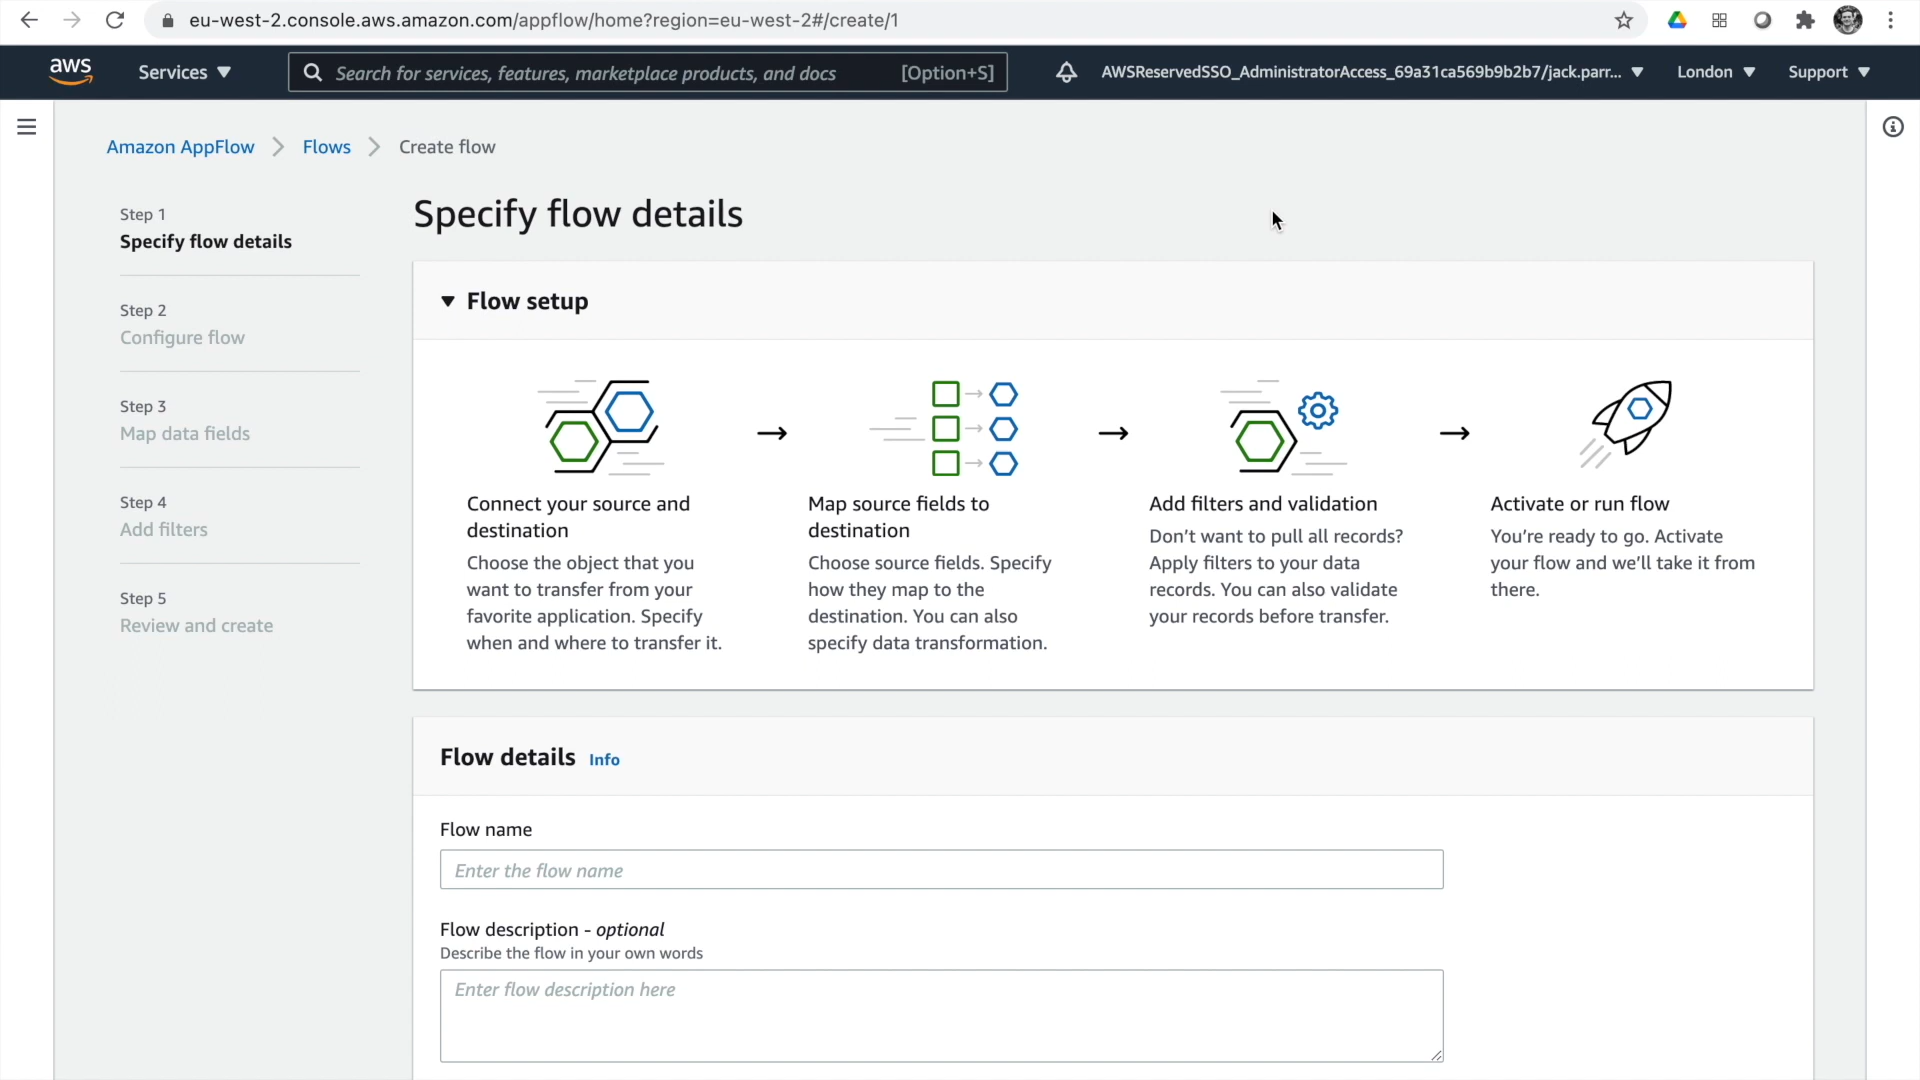 eu-west-2.console.aws.amazon.com/appflow/home?region=eu-west-2#/create/1
aws
Services
Search for services, features, marketplace products, and docs
[Option+S]
AWSReservedSSO_AdministratorAccess_69a31ca569b9b2b7/jack.parr...
London
Support
Amazon AppFlow
Flows
Create flow
Step 1
Specify flow details
Step 2
Configure flow
Step 3
Map data fields
Step 4
Add filters
Step 5
Review and create
Specify flow details
Flow setup
Connect your source and
destination
Choose the object that you
want to transfer from your
favorite application. Specify
when and where to transfer it.
Map source fields to
destination
Choose source fields. Specify
how they map to the
destination. You can also
specify data transformation.
Add filters and validation
Don't want to pull all records?
Apply filters to your data
records. You can also validate
your records before transfer.
Activate or run flow
You're ready to go. Activate
your flow and we'll take it from
there.
Flow details Info
Flow name
Enter the flow name
Flow description - optional
Describe the flow in your own words
Enter flow description here